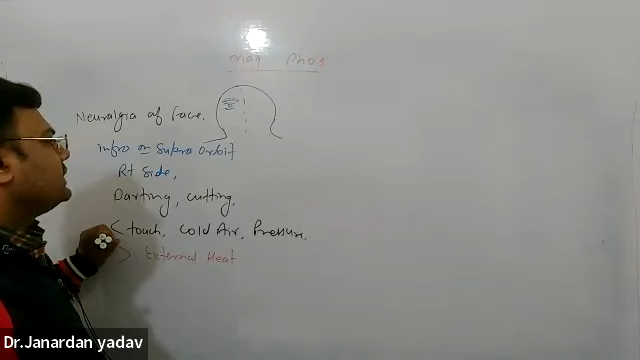 Mag Phos
Neuralgia of Face.
Infra or Supra Orbit
Rt Side,
Darting, cutting,
< touch, Cold Air, Pressure.
> External Heat
Dr.Janardan yadav